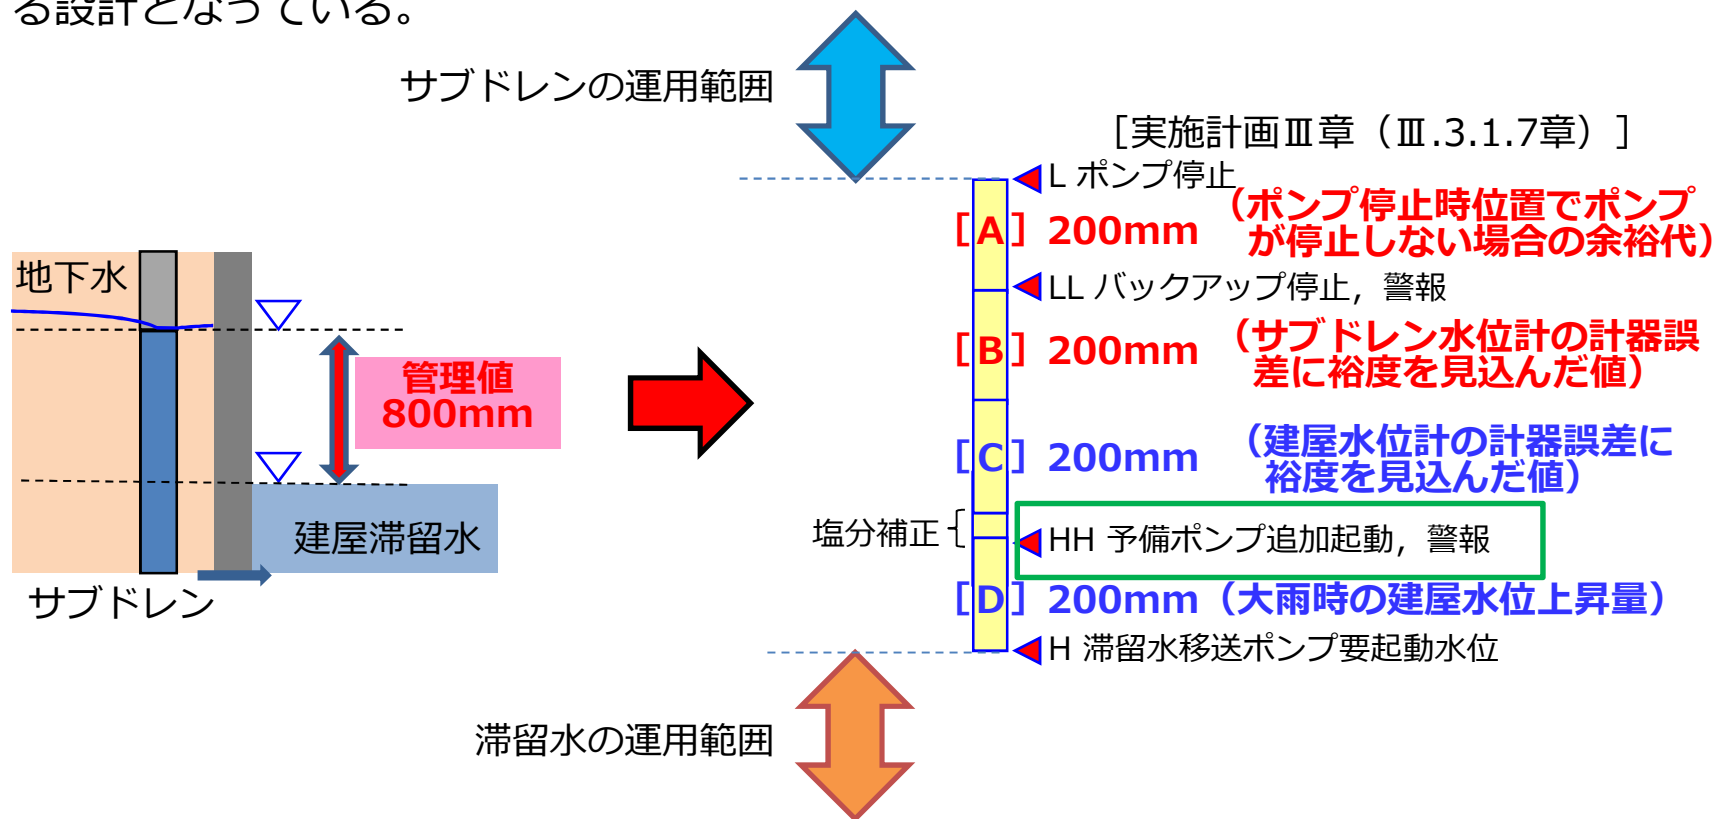 る設計となっている。
サブドレンの運用範囲
［実施計画Ⅲ章（Ⅲ.3.1.7章）］
L ポンプ停止
［A］ 200mm （ポンプ停止時位置でポンプ
が停止しない場合の余裕代）
LL バックアップ停止，警報
［B］ 200mm （サブドレン水位計の計器誤
差に裕度を見込んだ値）
［C］ 200mm （建屋水位計の計器誤差に
裕度を見込んだ値）
塩分補正
HH 予備ポンプ追加起動，警報
［D］ 200mm（大雨時の建屋水位上昇量）
H 滞留水移送ポンプ要起動水位
滞留水の運用範囲
地下水
管理値
800mm
建屋滞留水
サブドレン